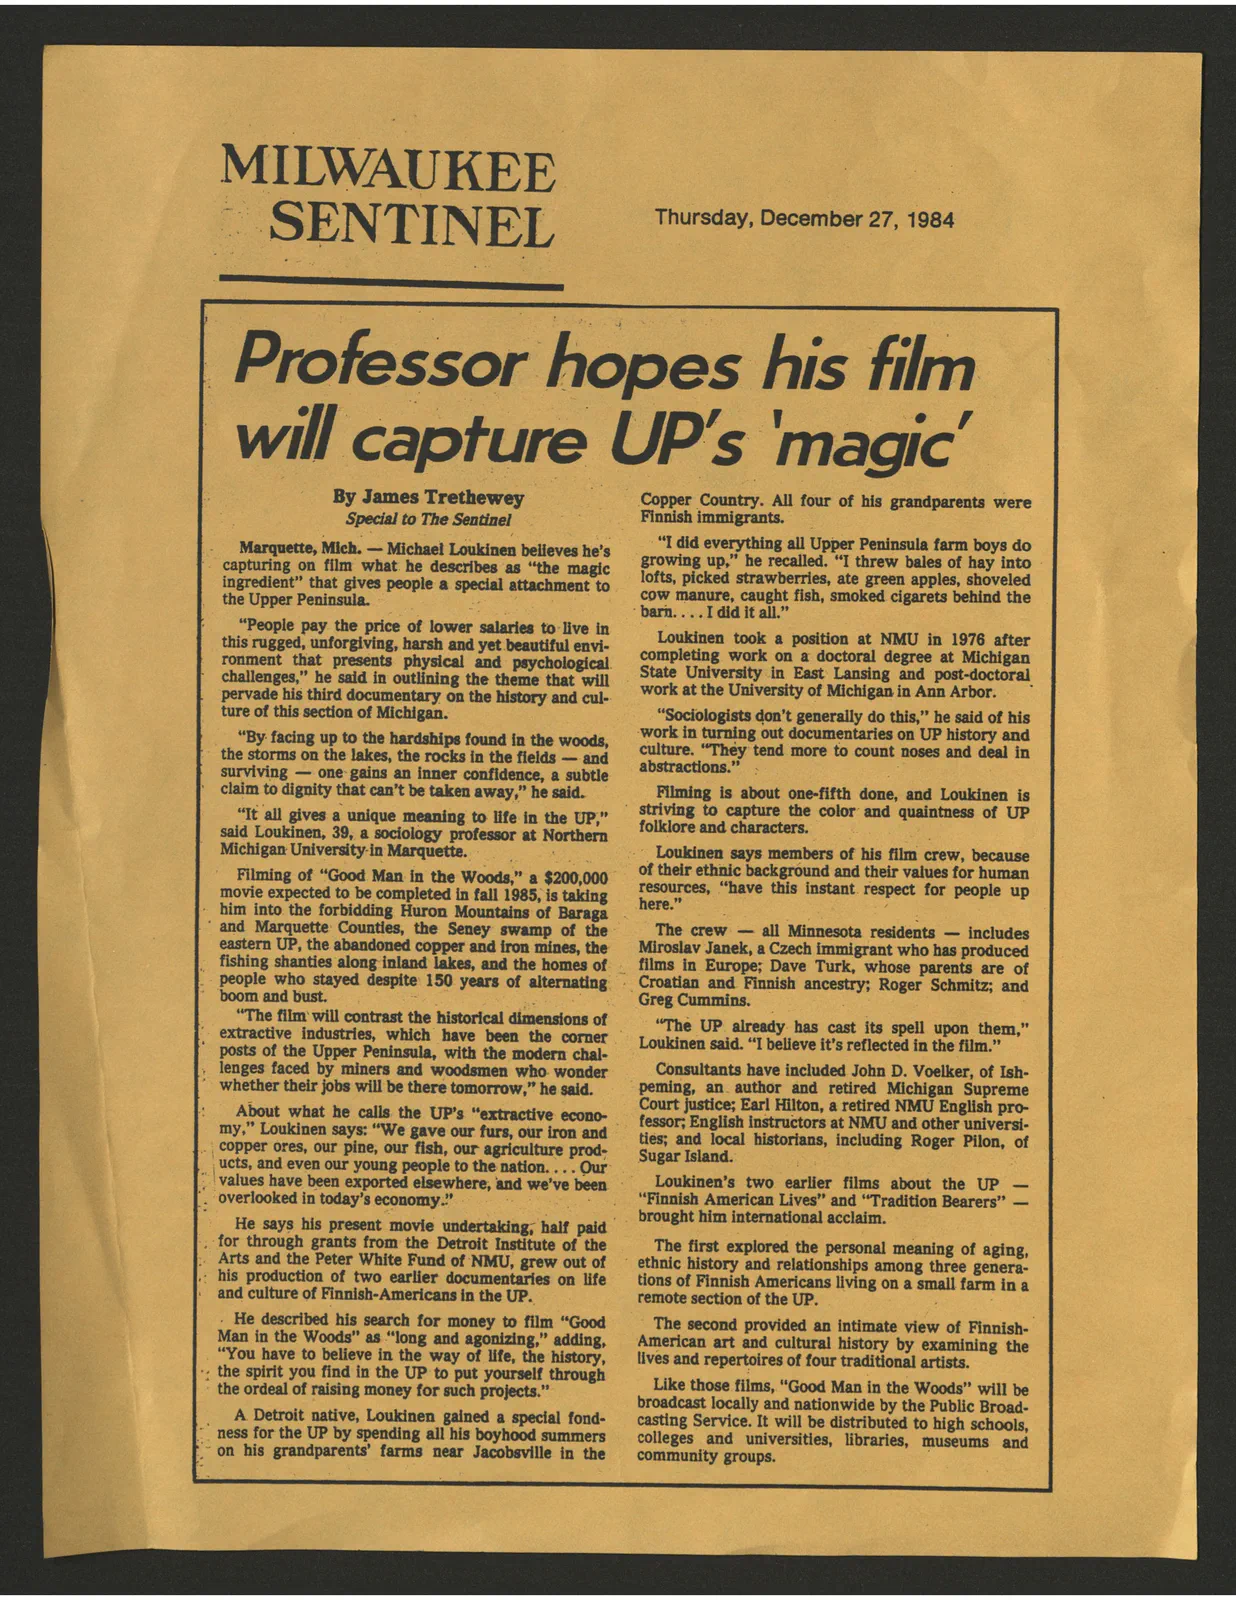 MILWAUKEE
SENTINEL
Thursday, December 27, 1984
Professor hopes his film
will capture UP's 'magic'
By James Trethewey
Special to The Sentinel
Marquette, Mich. — Michael Loukinen believes he's
capturing on film what he describes as “the magic
ingredient” that gives people a special attachment to
the Upper Peninsula.
“People pay the price of lower salaries to live in
this rugged, unforgiving, harsh and yet beautiful envi-
ronment that presents physical and psychological
challenges,” he said in outlining the theme that will
pervade his third documentary on the history and cul-
ture of this section of Michigan.
“By facing up to the hardships found in the woods,
the storms on the lakes, the rocks in the fields — and
surviving — one gains an inner confidence, a subtle
claim to dignity that can't be taken away,” he said.
“It all gives a unique meaning to life in the UP,”
said Loukinen, 39, a sociology professor at Northern
Michigan University in Marquette.
Filming of “Good Man in the Woods,” a $200,000
movie expected to be completed in fall 1985, is taking
him into the forbidding Huron Mountains of Baraga
and Marquette Counties, the Seney swamp of the
eastern UP, the abandoned copper and iron mines, the
fishing shanties along inland lakes, and the homes of
people who stayed despite 150 years of alternating
boom and bust.
“The film will contrast the historical dimensions of
extractive industries, which have been the corner
posts of the Upper Peninsula, with the modern chal-
lenges faced by miners and woodsmen who wonder
whether their jobs will be there tomorrow,” he said.
About what he calls the UP's “extractive econo-
my,” Loukinen says: “We gave our furs, our iron and
copper ores, our pine, our fish, our agriculture prod-
ucts, and even our young people to the nation. . . . Our
values have been exported elsewhere, and we've been
overlooked in today's economy.”
He says his present movie undertaking, half paid
for through grants from the Detroit Institute of the
Arts and the Peter White Fund of NMU, grew out of
his production of two earlier documentaries on life
and culture of Finnish-Americans in the UP.
He described his search for money to film “Good
Man in the Woods” as “long and agonizing,” adding,
“You have to believe in the way of life, the history,
the spirit you find in the UP to put yourself through
the ordeal of raising money for such projects.”
A Detroit native, Loukinen gained a special fond-
ness for the UP by spending all his boyhood summers
on his grandparents' farms near Jacobsville in the
Copper Country. All four of his grandparents were
Finnish immigrants.
“I did everything all Upper Peninsula farm boys do
growing up,” he recalled. “I threw bales of hay into
lofts, picked strawberries, ate green apples, shoveled
cow manure, caught fish, smoked cigarets behind the
barn. . . . I did it all.”
Loukinen took a position at NMU in 1976 after
completing work on a doctoral degree at Michigan
State University in East Lansing and post-doctoral
work at the University of Michigan in Ann Arbor.
“Sociologists don't generally do this,” he said of his
work in turning out documentaries on UP history and
culture. “They tend more to count noses and deal in
abstractions.”
Filming is about one-fifth done, and Loukinen is
striving to capture the color and quaintness of UP
folklore and characters.
Loukinen says members of his film crew, because
of their ethnic background and their values for human
resources, “have this instant respect for people up
here.”
The crew — all Minnesota residents — includes
Miroslav Janek, a Czech immigrant who has produced
films in Europe; Dave Turk, whose parents are of
Croatian and Finnish ancestry; Roger Schmitz; and
Greg Cummins.
“The UP already has cast its spell upon them,”
Loukinen said. “I believe it's reflected in the film.”
Consultants have included John D. Voelker, of Ish-
peming, an author and retired Michigan Supreme
Court justice; Earl Hilton, a retired NMU English pro-
fessor; English instructors at NMU and other universi-
ties; and local historians, including Roger Pilon, of
Sugar Island.
Loukinen's two earlier films about the UP —
“Finnish American Lives” and “Tradition Bearers” —
brought him international acclaim.
The first explored the personal meaning of aging,
ethnic history and relationships among three genera-
tions of Finnish Americans living on a small farm in a
remote section of the UP.
The second provided an intimate view of Finnish-
American art and cultural history by examining the
lives and repertoires of four traditional artists.
Like those films, “Good Man in the Woods” will be
broadcast locally and nationwide by the Public Broad-
casting Service. It will be distributed to high schools,
colleges and universities, libraries, museums and
community groups.